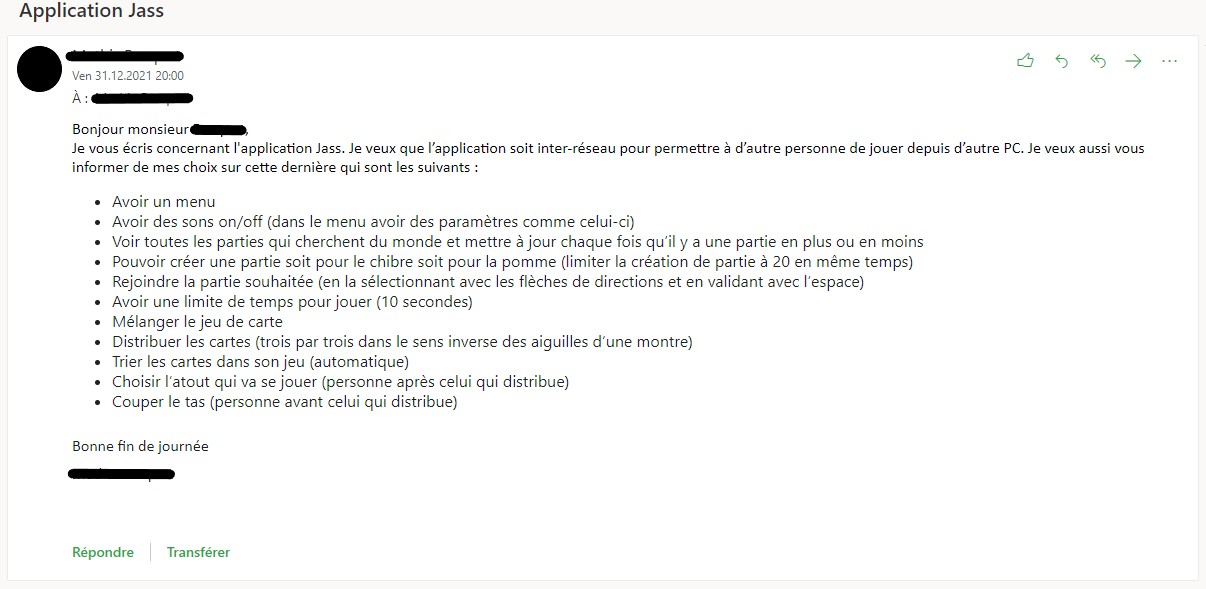 Application Jass
Ven 31.12.2021 20:00
À :
Bonjour monsieur ,
Je vous écris concernant l'application Jass. Je veux que l’application soit inter-réseau pour permettre à d’autre personne de jouer depuis d’autre PC. Je veux aussi vous
informer de mes choix sur cette dernière qui sont les suivants :
• Avoir un menu
• Avoir des sons on/off (dans le menu avoir des paramètres comme celui-ci)
• Voir toutes les parties qui cherchent du monde et mettre à jour chaque fois qu’il y a une partie en plus ou en moins
• Pouvoir créer une partie soit pour le chibre soit pour la pomme (limiter la création de partie à 20 en même temps)
• Rejoindre la partie souhaitée (en la sélectionnant avec les flèches de directions et en validant avec l’espace)
• Avoir une limite de temps pour jouer (10 secondes)
• Mélanger le jeu de carte
• Distribuer les cartes (trois par trois dans le sens inverse des aiguilles d’une montre)
• Trier les cartes dans son jeu (automatique)
• Choisir l’atout qui va se jouer (personne après celui qui distribue)
• Couper le tas (personne avant celui qui distribue)
Bonne fin de journée
Répondre | Transférer